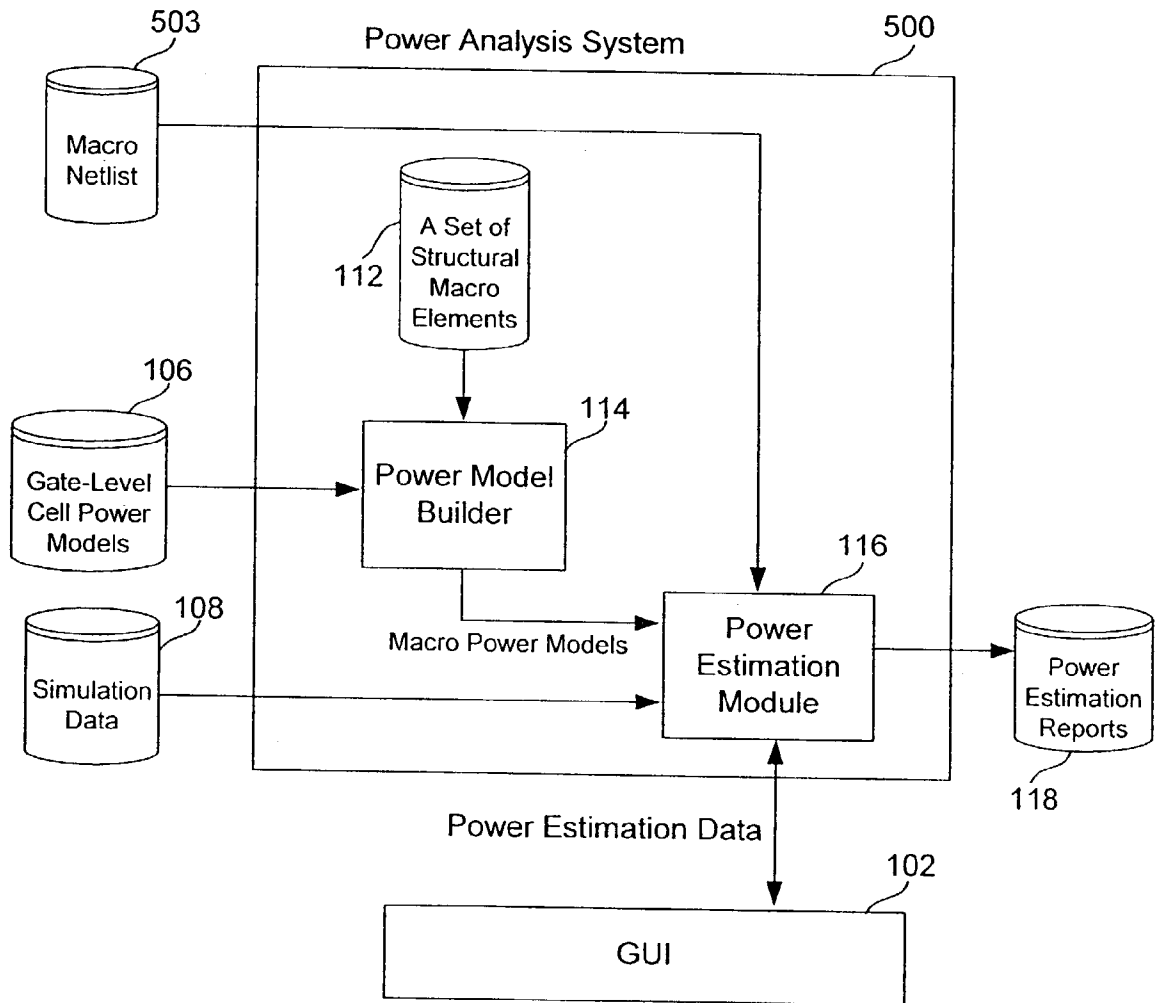 503
Power Analysis System
500
Macro
Netlist
A Set of
Structural
Macro
Elements
112
106
Gate-Level
Cell Power
Models
114
Power Model
Builder
108
Simulation
Data
Macro Power Models
116
Power
Estimation
Module
Power
Estimation
Reports
118
Power Estimation Data
102
GUI